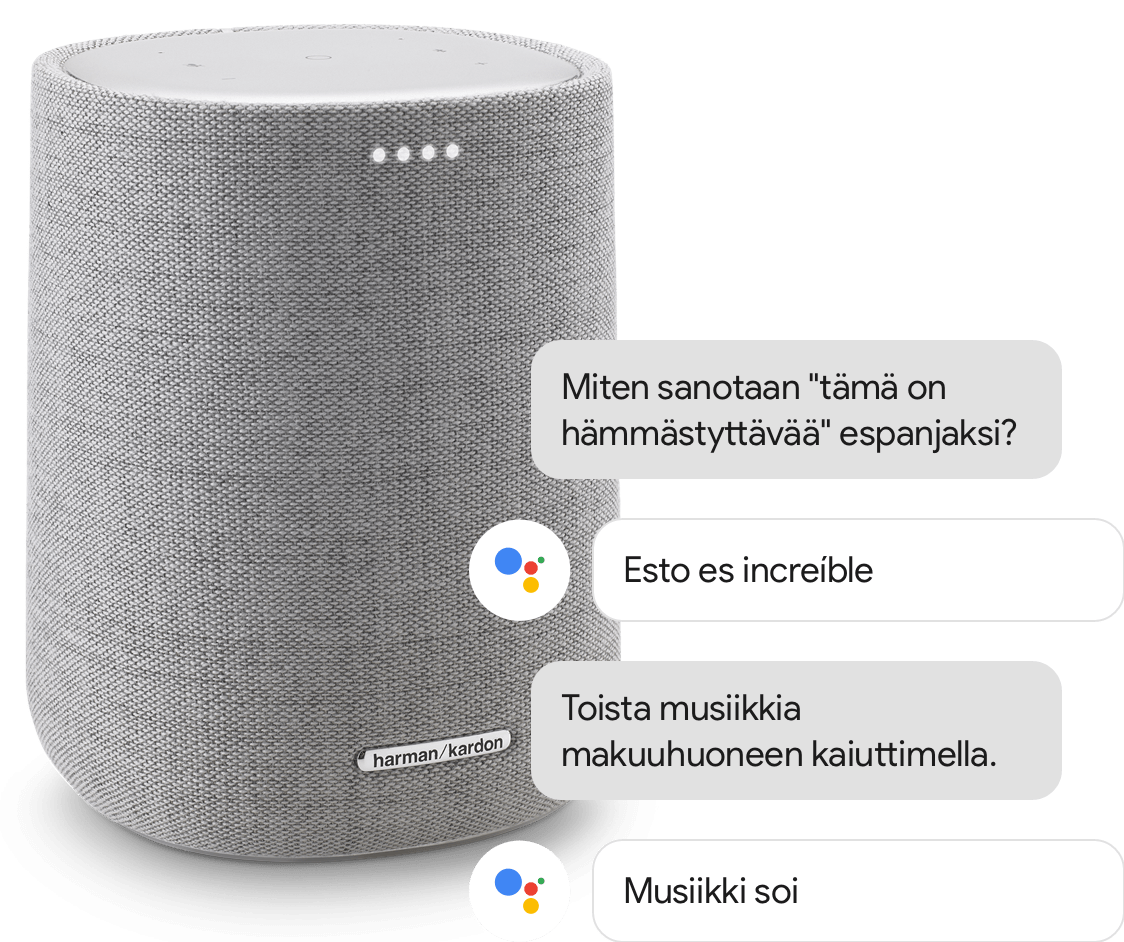 Miten sanotaan "tämä on
hämmästyttävää" espanjaksi?
Esto es increíble
Toista musiikkia
makuuhuoneen kaiuttimella.
harman/kardon
Musiikki soi